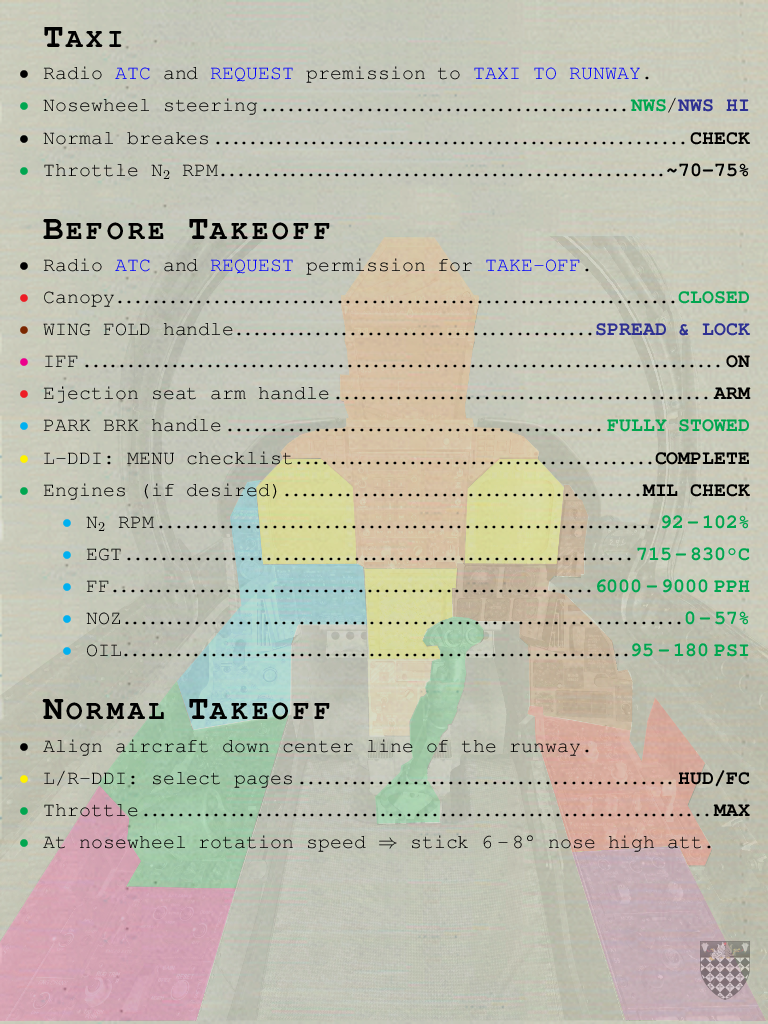 Taxi
• Radio ATC and REQUEST premission to TAXI TO RUNWAY.
• Nosewheel steering......................................NWS/NWS HI
• Normal breakes.................................................CHECK
• Throttle N₂ RPM..............................................~70–75%
Before Takeoff
• Radio ATC and REQUEST permission for TAKE–OFF.
• Canopy..........................................................CLOSED
• WING FOLD handle.....................................SPREAD & LOCK
• IFF...................................................................ON
• Ejection seat arm handle.......................................ARM
• PARK BRK handle.......................................FULLY STOWED
• L–DDI: MENU checklist.....................................COMPLETE
• Engines (if desired).....................................MIL CHECK
• N₂ RPM...................................................92–102%
• EGT.....................................................715–830°C
• FF..................................................6000–9000 PPH
• NOZ.........................................................0–57%
• OIL.....................................................95–180 PSI
Normal Takeoff
• Align aircraft down center line of the runway.
• L/R–DDI: select pages.......................................HUD/FC
• Throttle...........................................................MAX
• At nosewheel rotation speed ⇒ stick 6–8° nose high att.